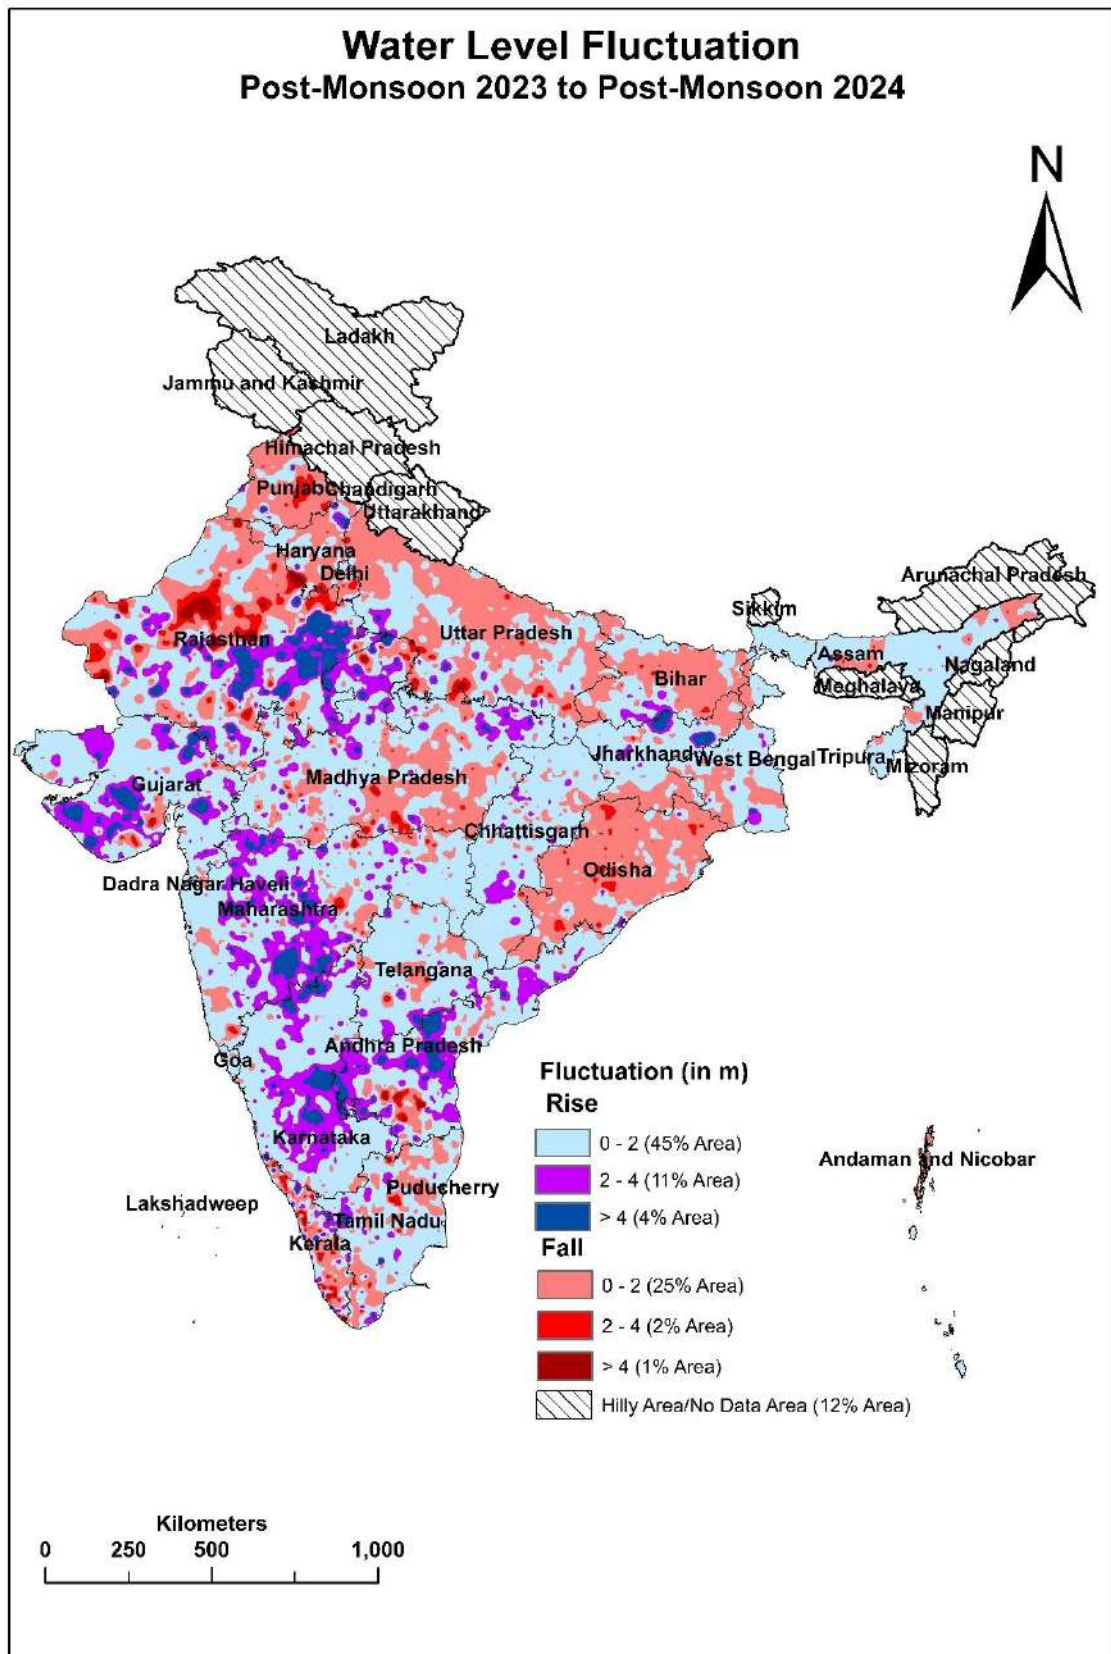 Water Level Fluctuation
Post-Monsoon 2023 to Post-Monsoon 2024
N
Ladakh
Jammu and Kashmir
Himachal Pradesh
Punjab
Chandigarh
Uttarakhand
Haryana
Delhi
Arunachal Pradesh
Sikkim
Rajasthan
Uttar Pradesh
Assam
Nagaland
Bihar
Meghalaya
Manipur
Jharkhand
West Bengal
Tripura
Mizoram
Gujarat
Madhya Pradesh
Chhattisgarh
Odisha
Dadra Nagar Haveli
Maharashtra
Telangana
Goa
Andhra Pradesh
Karnataka
Andaman and Nicobar
Lakshadweep
Puducherry
Tamil Nadu
Kerala
Fluctuation (in m)
Rise
0 - 2 (45% Area)
2 - 4 (11% Area)
> 4 (4% Area)
Fall
0 - 2 (25% Area)
2 - 4 (2% Area)
> 4 (1% Area)
Hilly Area/No Data Area (12% Area)
Kilometers
0 250 500 1,000